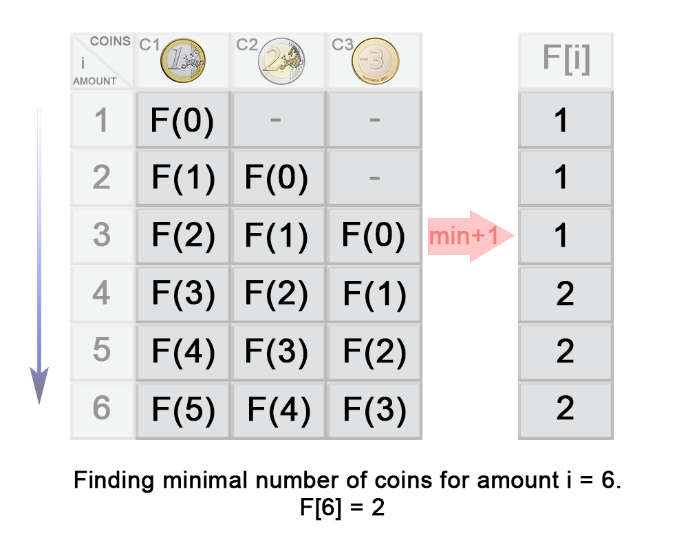 COINS C1 C2 C3 F[i]
i
AMOUNT
1 F(0) - - 1
2 F(1) F(0) - 1
3 F(2) F(1) F(0) min+1 1
4 F(3) F(2) F(1) 2
5 F(4) F(3) F(2) 2
6 F(5) F(4) F(3) 2
Finding minimal number of coins for amount i = 6.
F[6] = 2